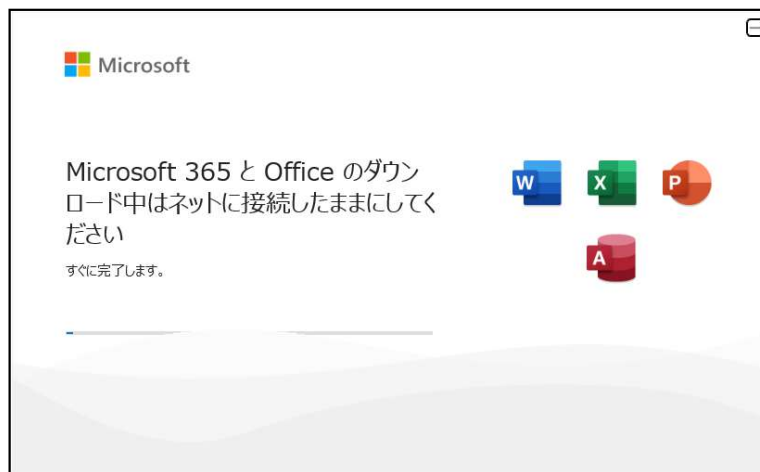 Microsoft
Microsoft 365 と Office のダウン
ロード中はネットに接続したままにしてく
ださい
すぐに完了します。
W
X
P
A